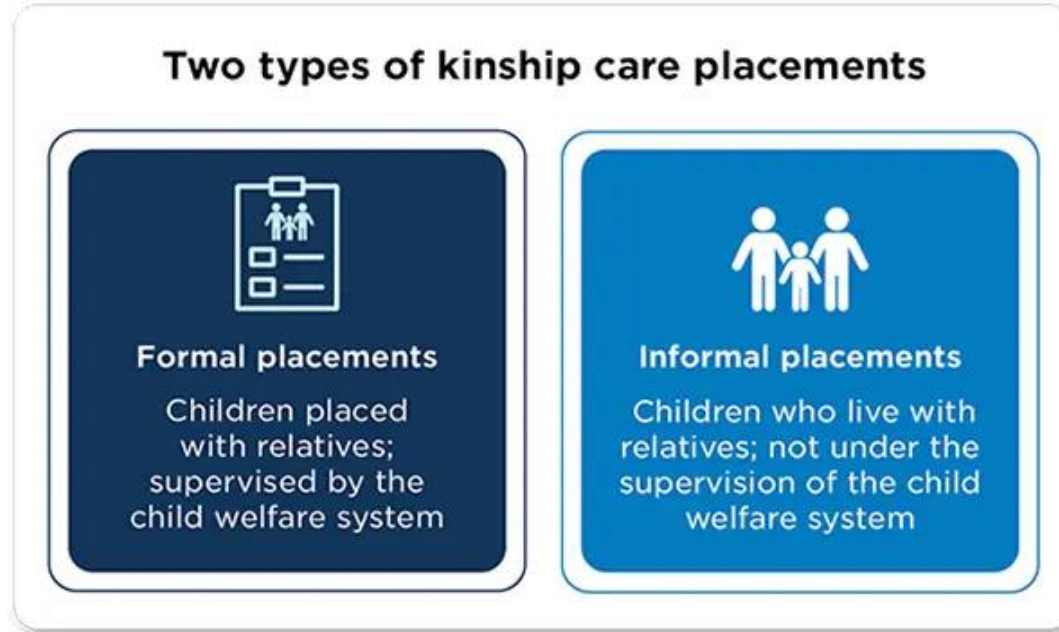 Two types of kinship care placements
Formal placements
Children placed
with relatives;
supervised by the
child welfare system
Informal placements
Children who live with
relatives; not under the
supervision of the child
welfare system